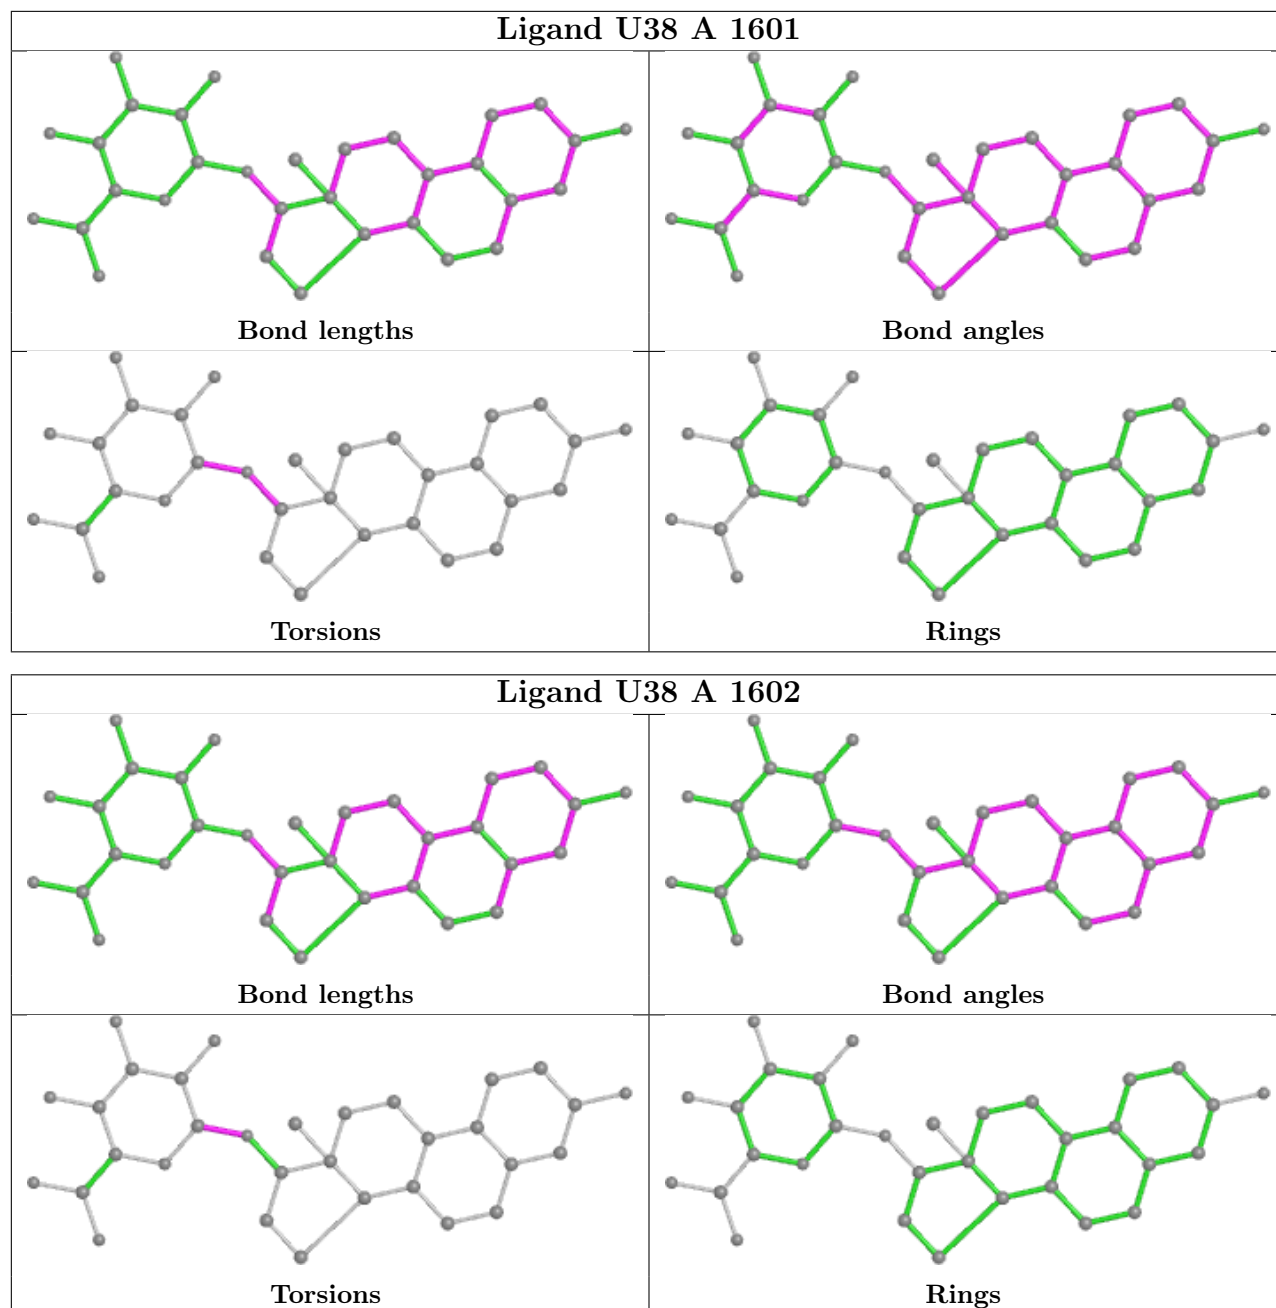 Ligand U38 A 1601
Bond lengths
Bond angles
Torsions
Rings
Ligand U38 A 1602
Bond lengths
Bond angles
Torsions
Rings